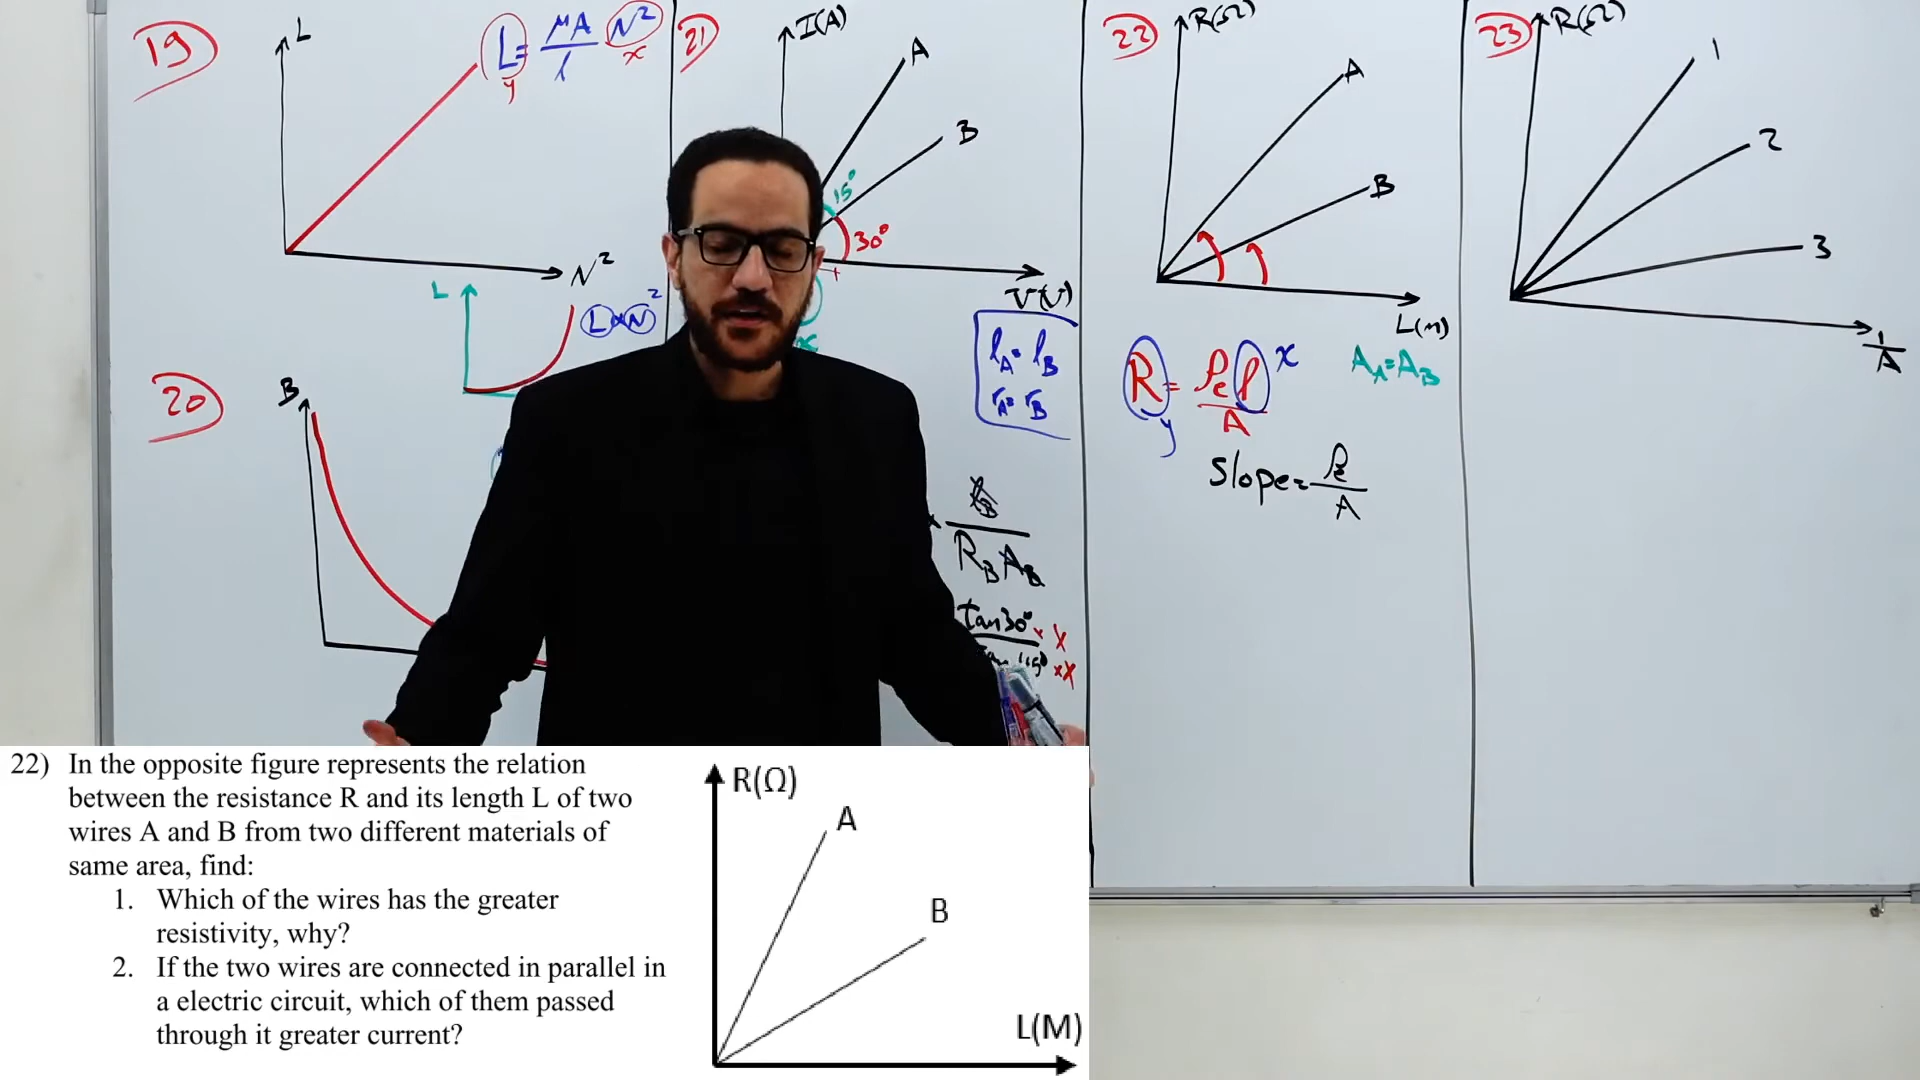 19)
L
L = μA/l N²
y
x
N²
L
L ∝ N²
20)
B
21)
I(A)
A
B
15°
30°
V(V)
x
l_A = l_B
r_A = r_B
R_B A_B
tan30°
22)
R(Ω)
A
B
L(M)
R = ρe l / A
y
x
A_A = A_B
Slope = ρe / A
23)
R(Ω)
1
2
3
1/A
22) In the opposite figure represents the relation
between the resistance R and its length L of two
wires A and B from two different materials of
same area, find:
1. Which of the wires has the greater
resistivity, why?
2. If the two wires are connected in parallel in
a electric circuit, which of them passed
through it greater current?
R(Ω)
A
B
L(M)